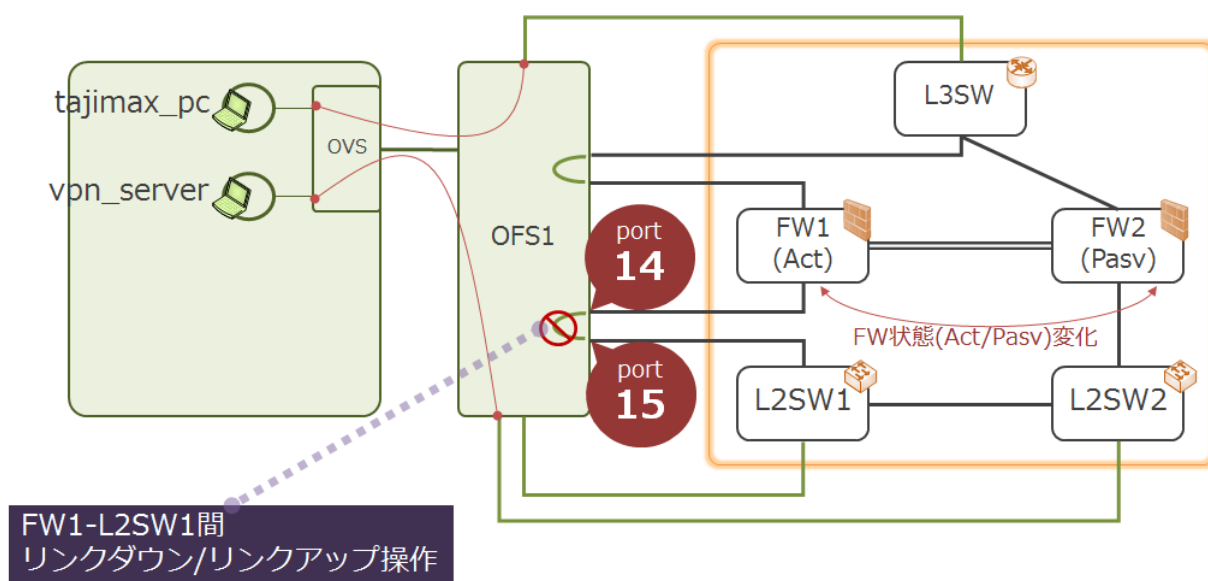 tajimax_pc
vpn_server
OVS
OFS1
L3SW
FW1
(Act)
FW2
(Pasv)
port
14
FW状態(Act/Pasv)変化
port
15
L2SW1
L2SW2
FW1-L2SW1間
リンクダウン/リンクアップ操作